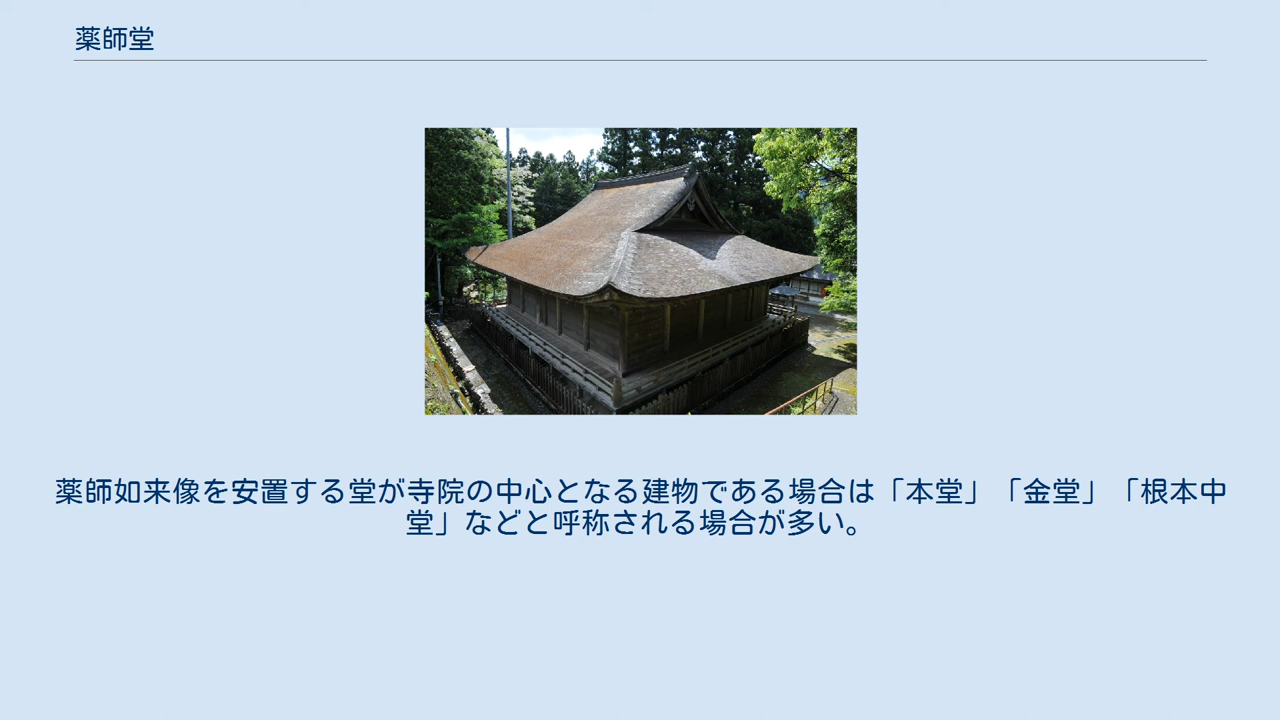 薬師堂
薬師如来像を安置する堂が寺院の中心となる建物である場合は「本堂」「金堂」「根本中
堂」などと呼称される場合が多い。